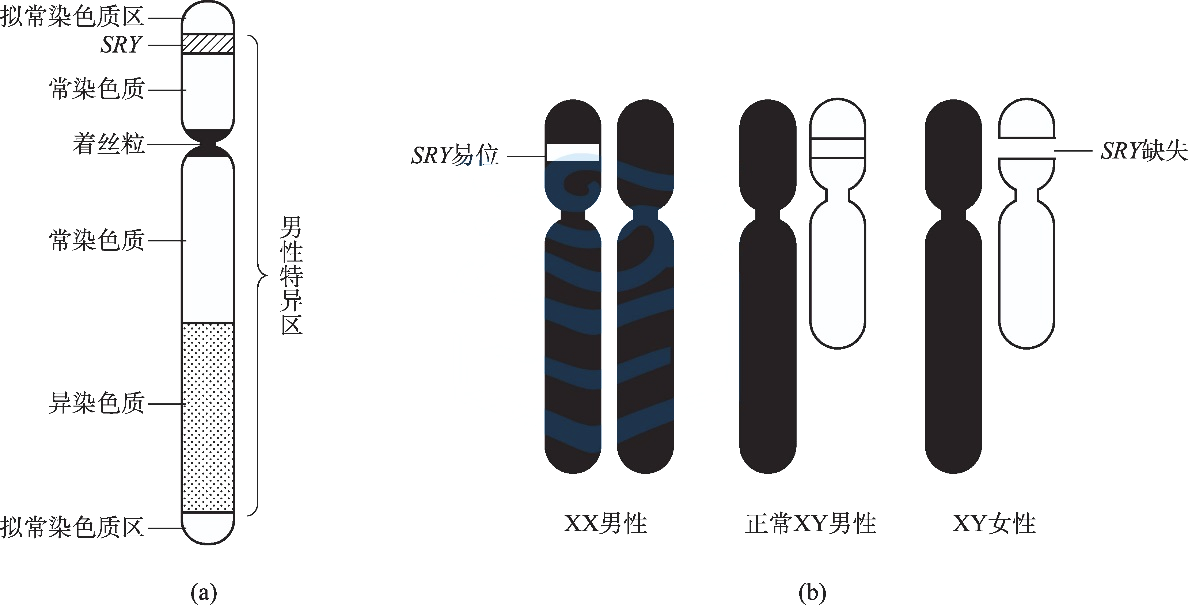 拟常染色质区
SRY
常染色质
着丝粒
常染色质
异染色质
拟常染色质区
男性特异区
(a)
SRY易位
SRY缺失
XX男性
正常XY男性
XY女性
(b)